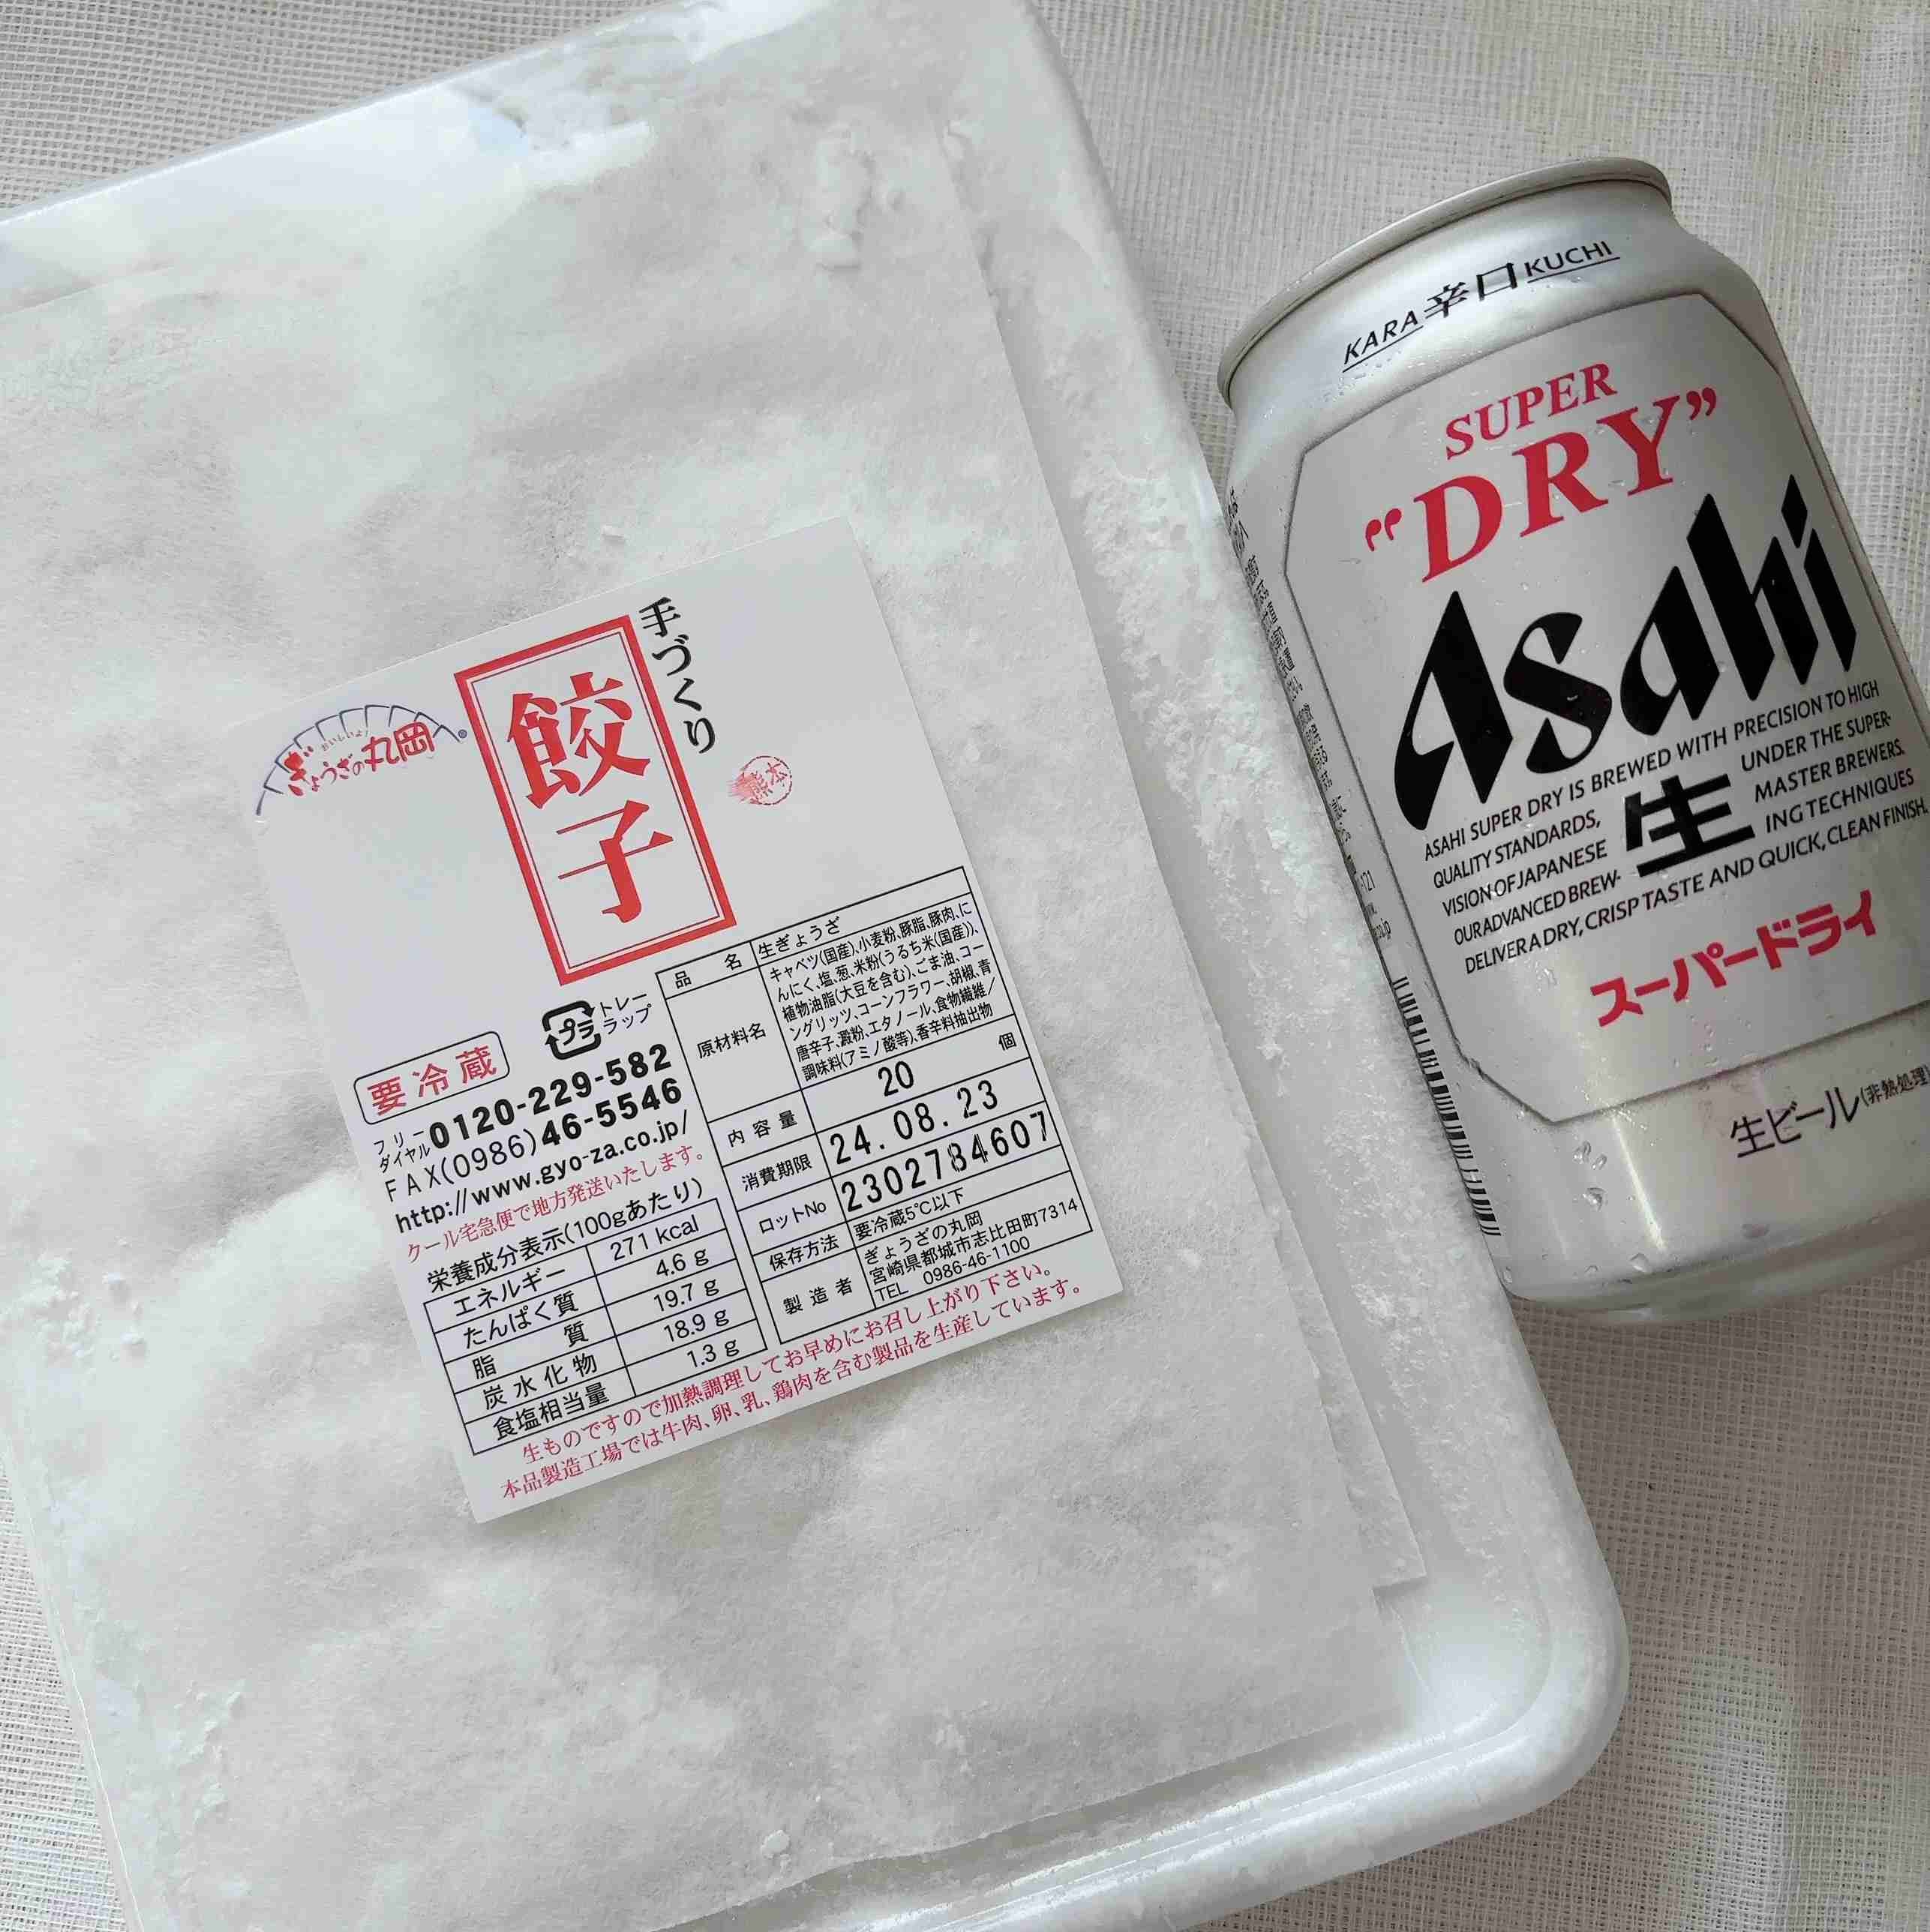 おいしいよ!
ぎょうざの丸岡
手づくり
餃子
熊本
プラ
トレー
ラップ
要冷蔵
フリーダイヤル 0120-229-582
FAX(0986)46-5546
http://www.gyo-za.co.jp/
クール宅急便で地方発送いたします。
栄養成分表示(100gあたり)
エネルギー 271 kcal
たんぱく質 4.6 g
脂質 19.7 g
炭水化物 18.9 g
食塩相当量 1.3 g
品名 生ぎょうざ
原材料名
キャベツ(国産)、小麦粉、豚脂、豚肉、に
んにく、塩、葱、米粉(うるち米(国産))、
植物油脂(大豆を含む)、ごま油、コー
ングリッツ、コーンフラワー、胡椒、青
唐辛子、澱粉、エタノール、食物繊維/
調味料(アミノ酸等)、香辛料抽出物
内容量 20 個
消費期限 24.08.23
ロットNo 2302784607
保存方法 要冷蔵5℃以下
製造者 ぎょうざの丸岡
宮崎県都城市志比田町7314
TEL 0986-46-1100
生ものですので加熱調理してお早めにお召し上がり下さい。
本品製造工場では牛肉、卵、乳、鶏肉を含む製品を生産しています。
KARA 辛口 KUCHI
SUPER
"DRY"
Asahi
ASAHI SUPER DRY IS BREWED WITH PRECISION TO HIGH
QUALITY STANDARDS, UNDER THE SUPER-
VISION OF JAPANESE MASTER BREWERS.
OUR ADVANCED BREW- ING TECHNIQUES
DELIVER A DRY, CRISP TASTE AND QUICK, CLEAN FINISH.
生
スーパードライ
生ビール(非熱処理)